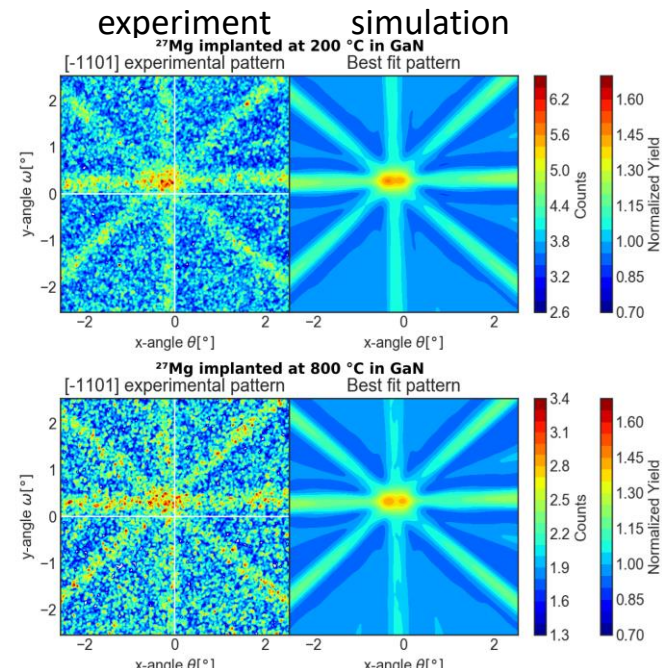 experiment simulation
²⁷Mg implanted at 200 °C in GaN
[-1101] experimental pattern Best fit pattern
y-angle ω[°]
2
1
0
−1
−2
−2 0 2
x-angle θ[°]
−2 0 2
x-angle θ[°]
6.2
5.6
5.0
4.4
3.8
3.2
2.6
Counts
1.60
1.45
1.30
1.15
1.00
0.85
0.70
Normalized Yield
²⁷Mg implanted at 800 °C in GaN
[-1101] experimental pattern Best fit pattern
y-angle ω[°]
2
1
0
−1
−2
−2 0 2
x-angle θ[°]
−2 0 2
x-angle θ[°]
3.4
3.1
2.8
2.5
2.2
1.9
1.6
1.3
Counts
1.60
1.45
1.30
1.15
1.00
0.85
0.70
Normalized Yield